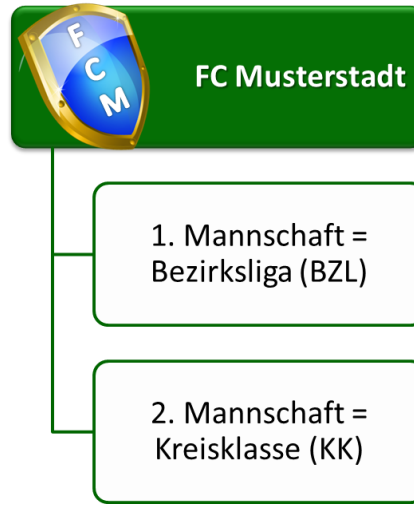 F
C
M
FC Musterstadt
1. Mannschaft =
Bezirksliga (BZL)
2. Mannschaft =
Kreisklasse (KK)